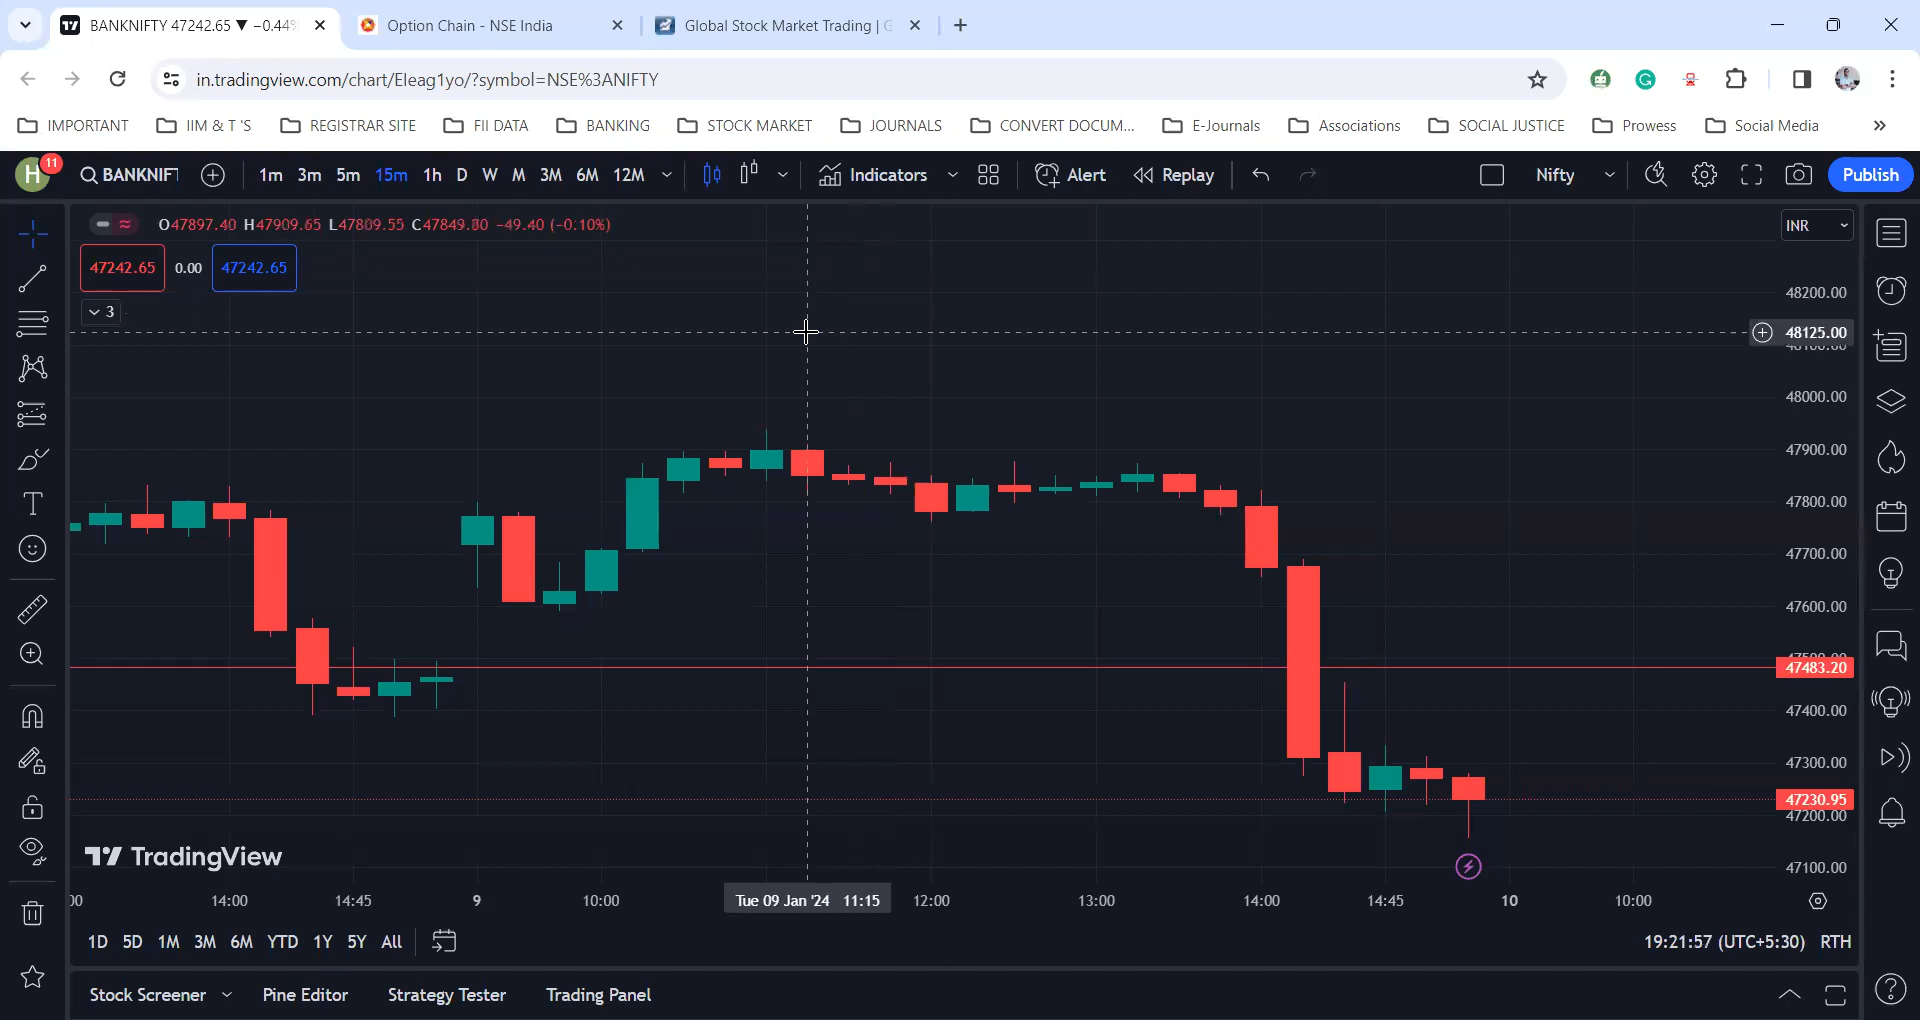 BANKNIFTY 47242.65 ▼ −0.44%
Option Chain - NSE India
Global Stock Market Trading | G
in.tradingview.com/chart/EIeag1yo/?symbol=NSE%3ANIFTY
IMPORTANT IIM & T 'S REGISTRAR SITE FII DATA BANKING STOCK MARKET JOURNALS CONVERT DOCUM... E-Journals Associations SOCIAL JUSTICE Prowess Social Media »
H 11 BANKNIFT 1m 3m 5m 15m 1h D W M 3M 6M 12M Indicators Alert Replay Nifty Publish
O47897.40 H47909.65 L47809.55 C47849.80 −49.40 (−0.10%)
INR
47242.65 0.00 47242.65
3
48200.00
48125.00
48000.00
47900.00
47800.00
47700.00
47600.00
47483.20
47400.00
47300.00
47230.95
47200.00
47100.00
TradingView
14:00 14:45 9 10:00 Tue 09 Jan '24 11:15 12:00 13:00 14:00 14:45 10 10:00
1D 5D 1M 3M 6M YTD 1Y 5Y All 19:21:57 (UTC+5:30) RTH
Stock Screener Pine Editor Strategy Tester Trading Panel